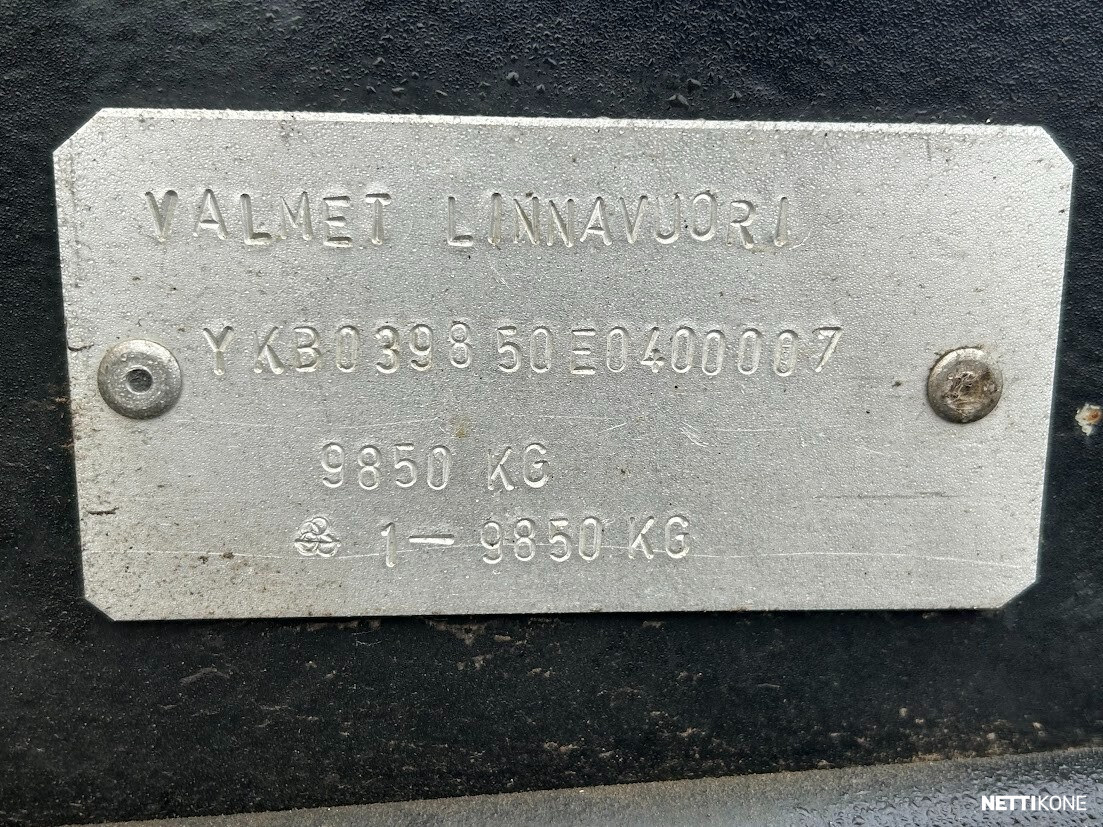 VALMET LINNAVUORI
YKB039850E0400007
9850 KG
1- 9850 KG
NETTIKONE